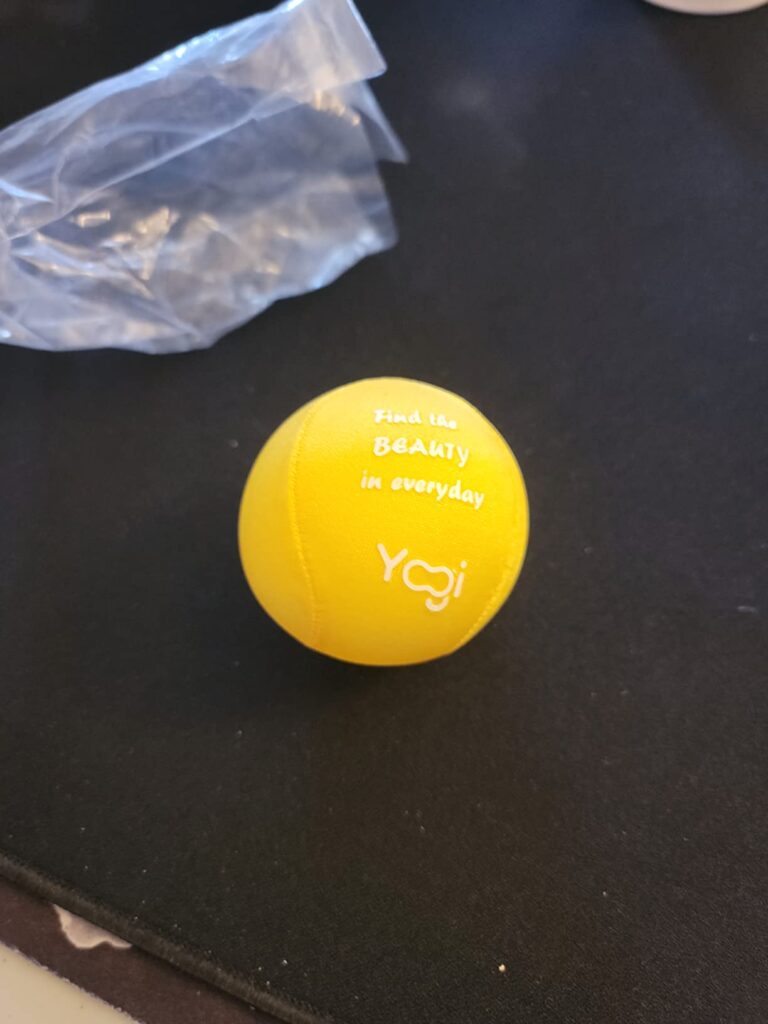 Find the
BEAUTY
in everyday
Yogi